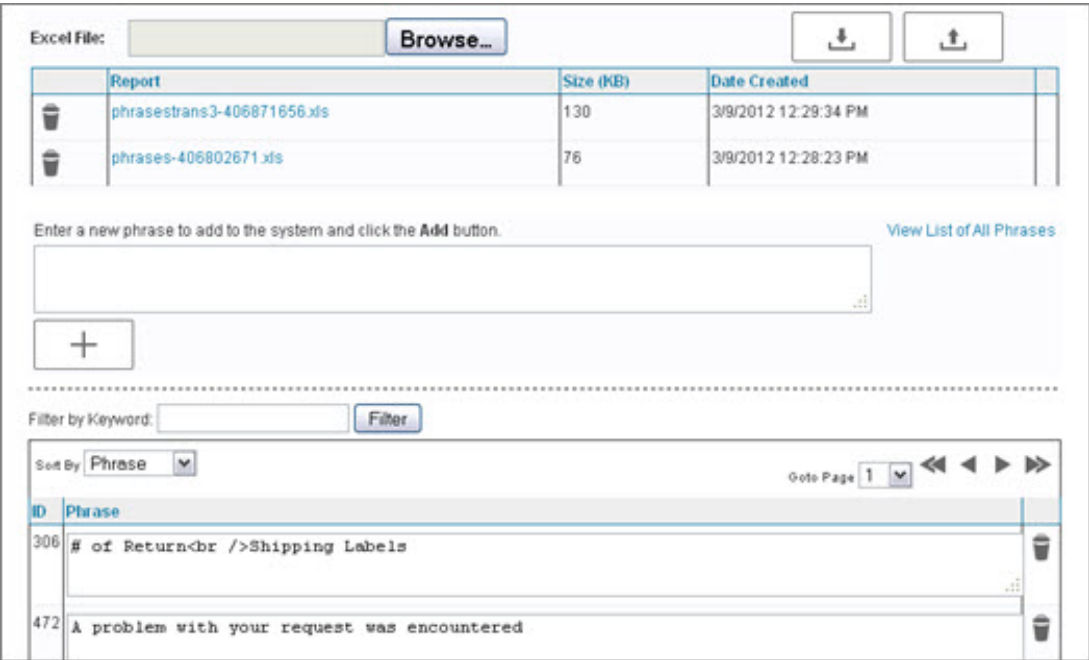 Excel File: Browse...
Report Size (KB) Date Created
phrasestrans3-406871656.xls 130 3/9/2012 12:29:34 PM
phrases-406802671.xls 76 3/9/2012 12:28:23 PM
Enter a new phrase to add to the system and click the Add button. View List of All Phrases
Filter by Keyword: Filter
Sort By Phrase Goto Page 1
ID Phrase
306 # of Return<br />Shipping Labels
472 A problem with your request was encountered